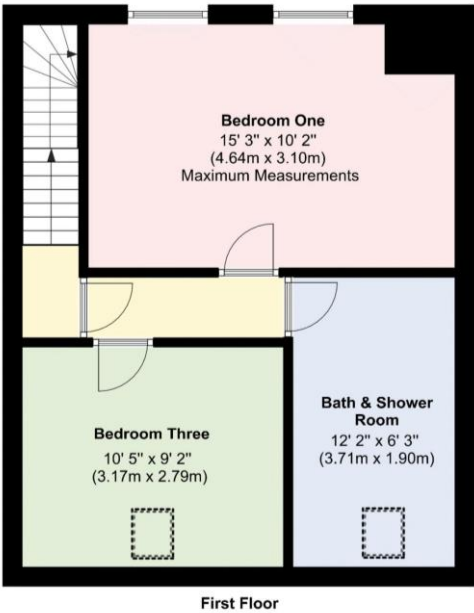 Bedroom One
15' 3" x 10' 2"
(4.64m x 3.10m)
Maximum Measurements
Bath & Shower
Room
12' 2" x 6' 3"
(3.71m x 1.90m)
Bedroom Three
10' 5" x 9' 2"
(3.17m x 2.79m)
First Floor